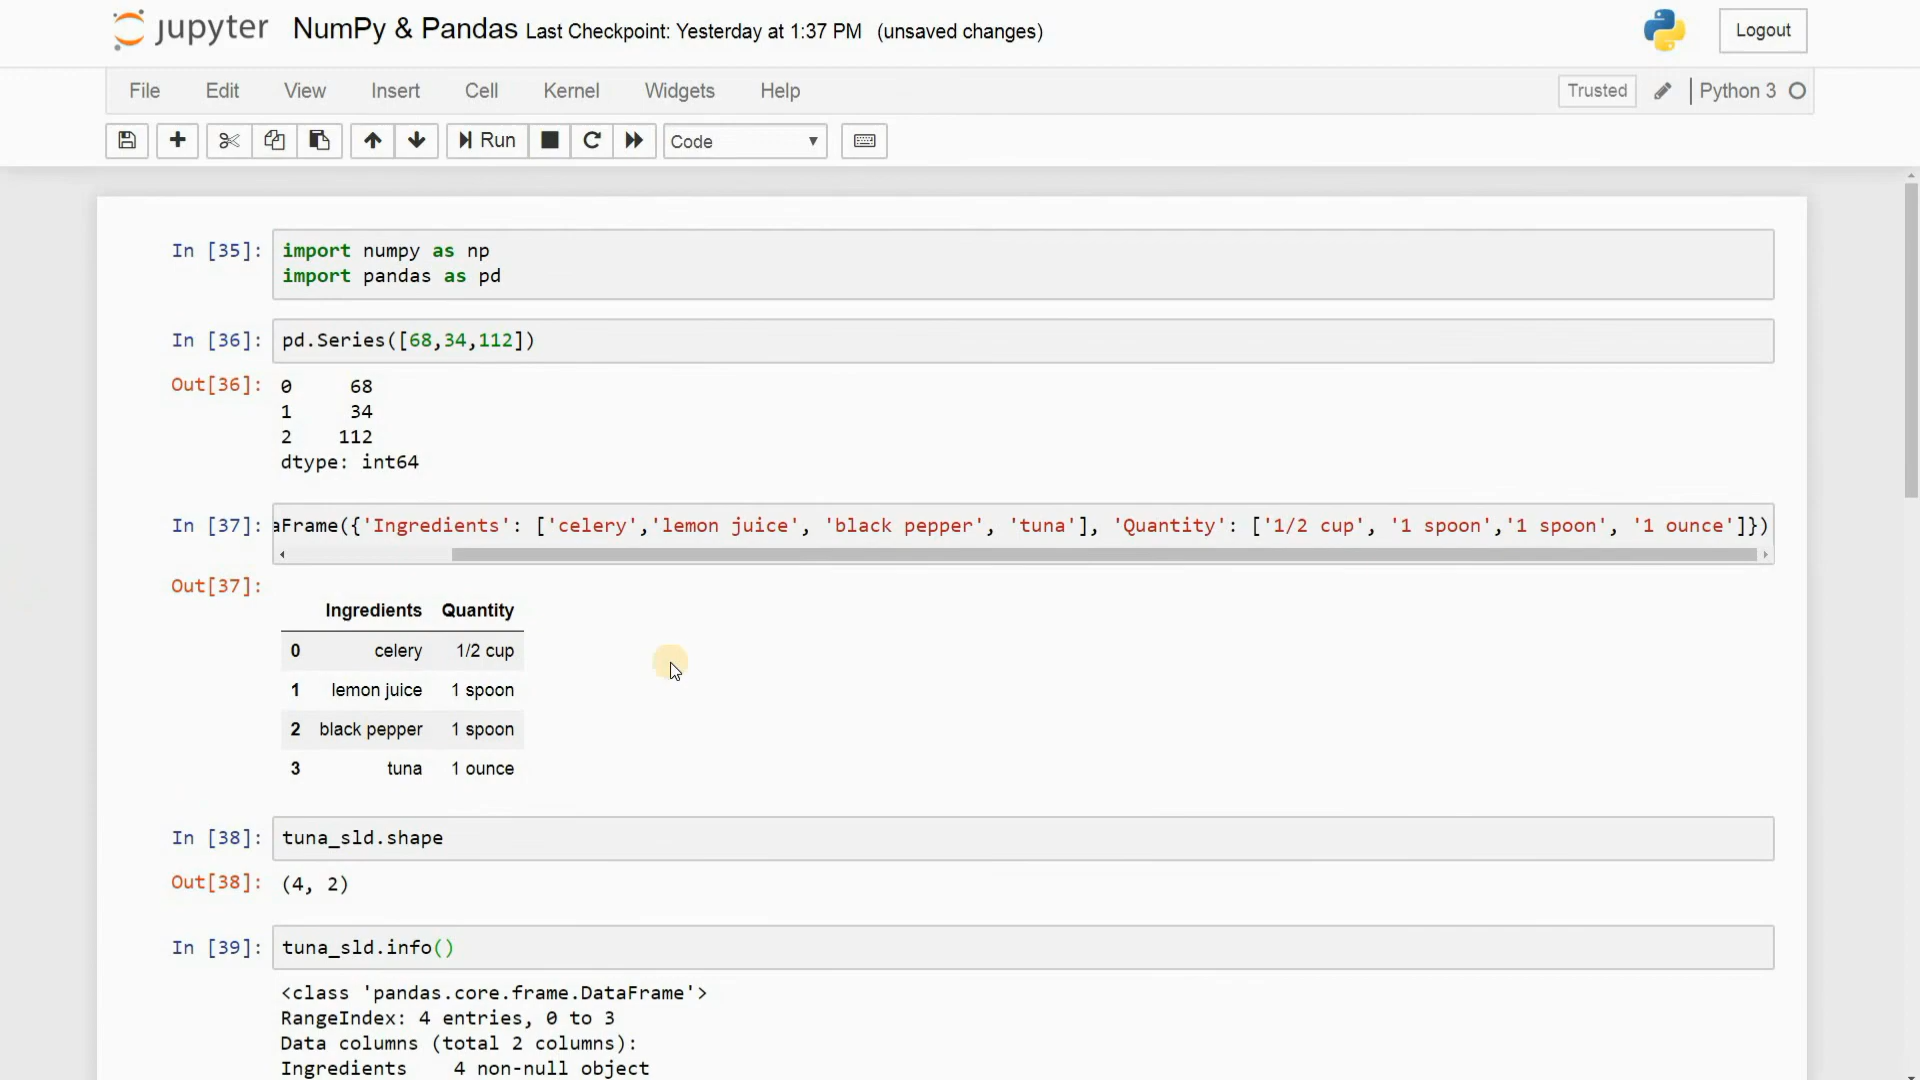 jupyter NumPy & Pandas Last Checkpoint: Yesterday at 1:37 PM (unsaved changes)
Logout
File Edit View Insert Cell Kernel Widgets Help
Trusted Python 3
Run Code
In [35]: import numpy as np
import pandas as pd
In [36]: pd.Series([68,34,112])
Out[36]: 0 68
1 34
2 112
dtype: int64
In [37]: aFrame({'Ingredients': ['celery','lemon juice', 'black pepper', 'tuna'], 'Quantity': ['1/2 cup', '1 spoon','1 spoon', '1 ounce']})
Out[37]:
Ingredients Quantity
0 celery 1/2 cup
1 lemon juice 1 spoon
2 black pepper 1 spoon
3 tuna 1 ounce
In [38]: tuna_sld.shape
Out[38]: (4, 2)
In [39]: tuna_sld.info()
<class 'pandas.core.frame.DataFrame'>
RangeIndex: 4 entries, 0 to 3
Data columns (total 2 columns):
Ingredients 4 non-null object